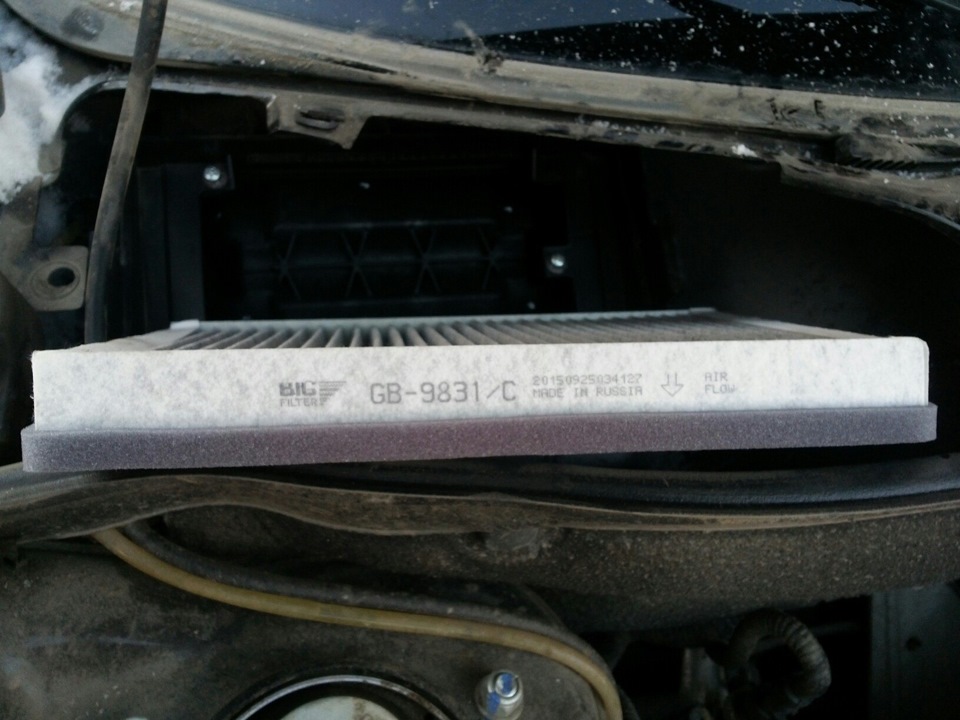 BIG
FILTER
GB-9831/C
20150925034127
MADE IN RUSSIA
AIR
FLOW